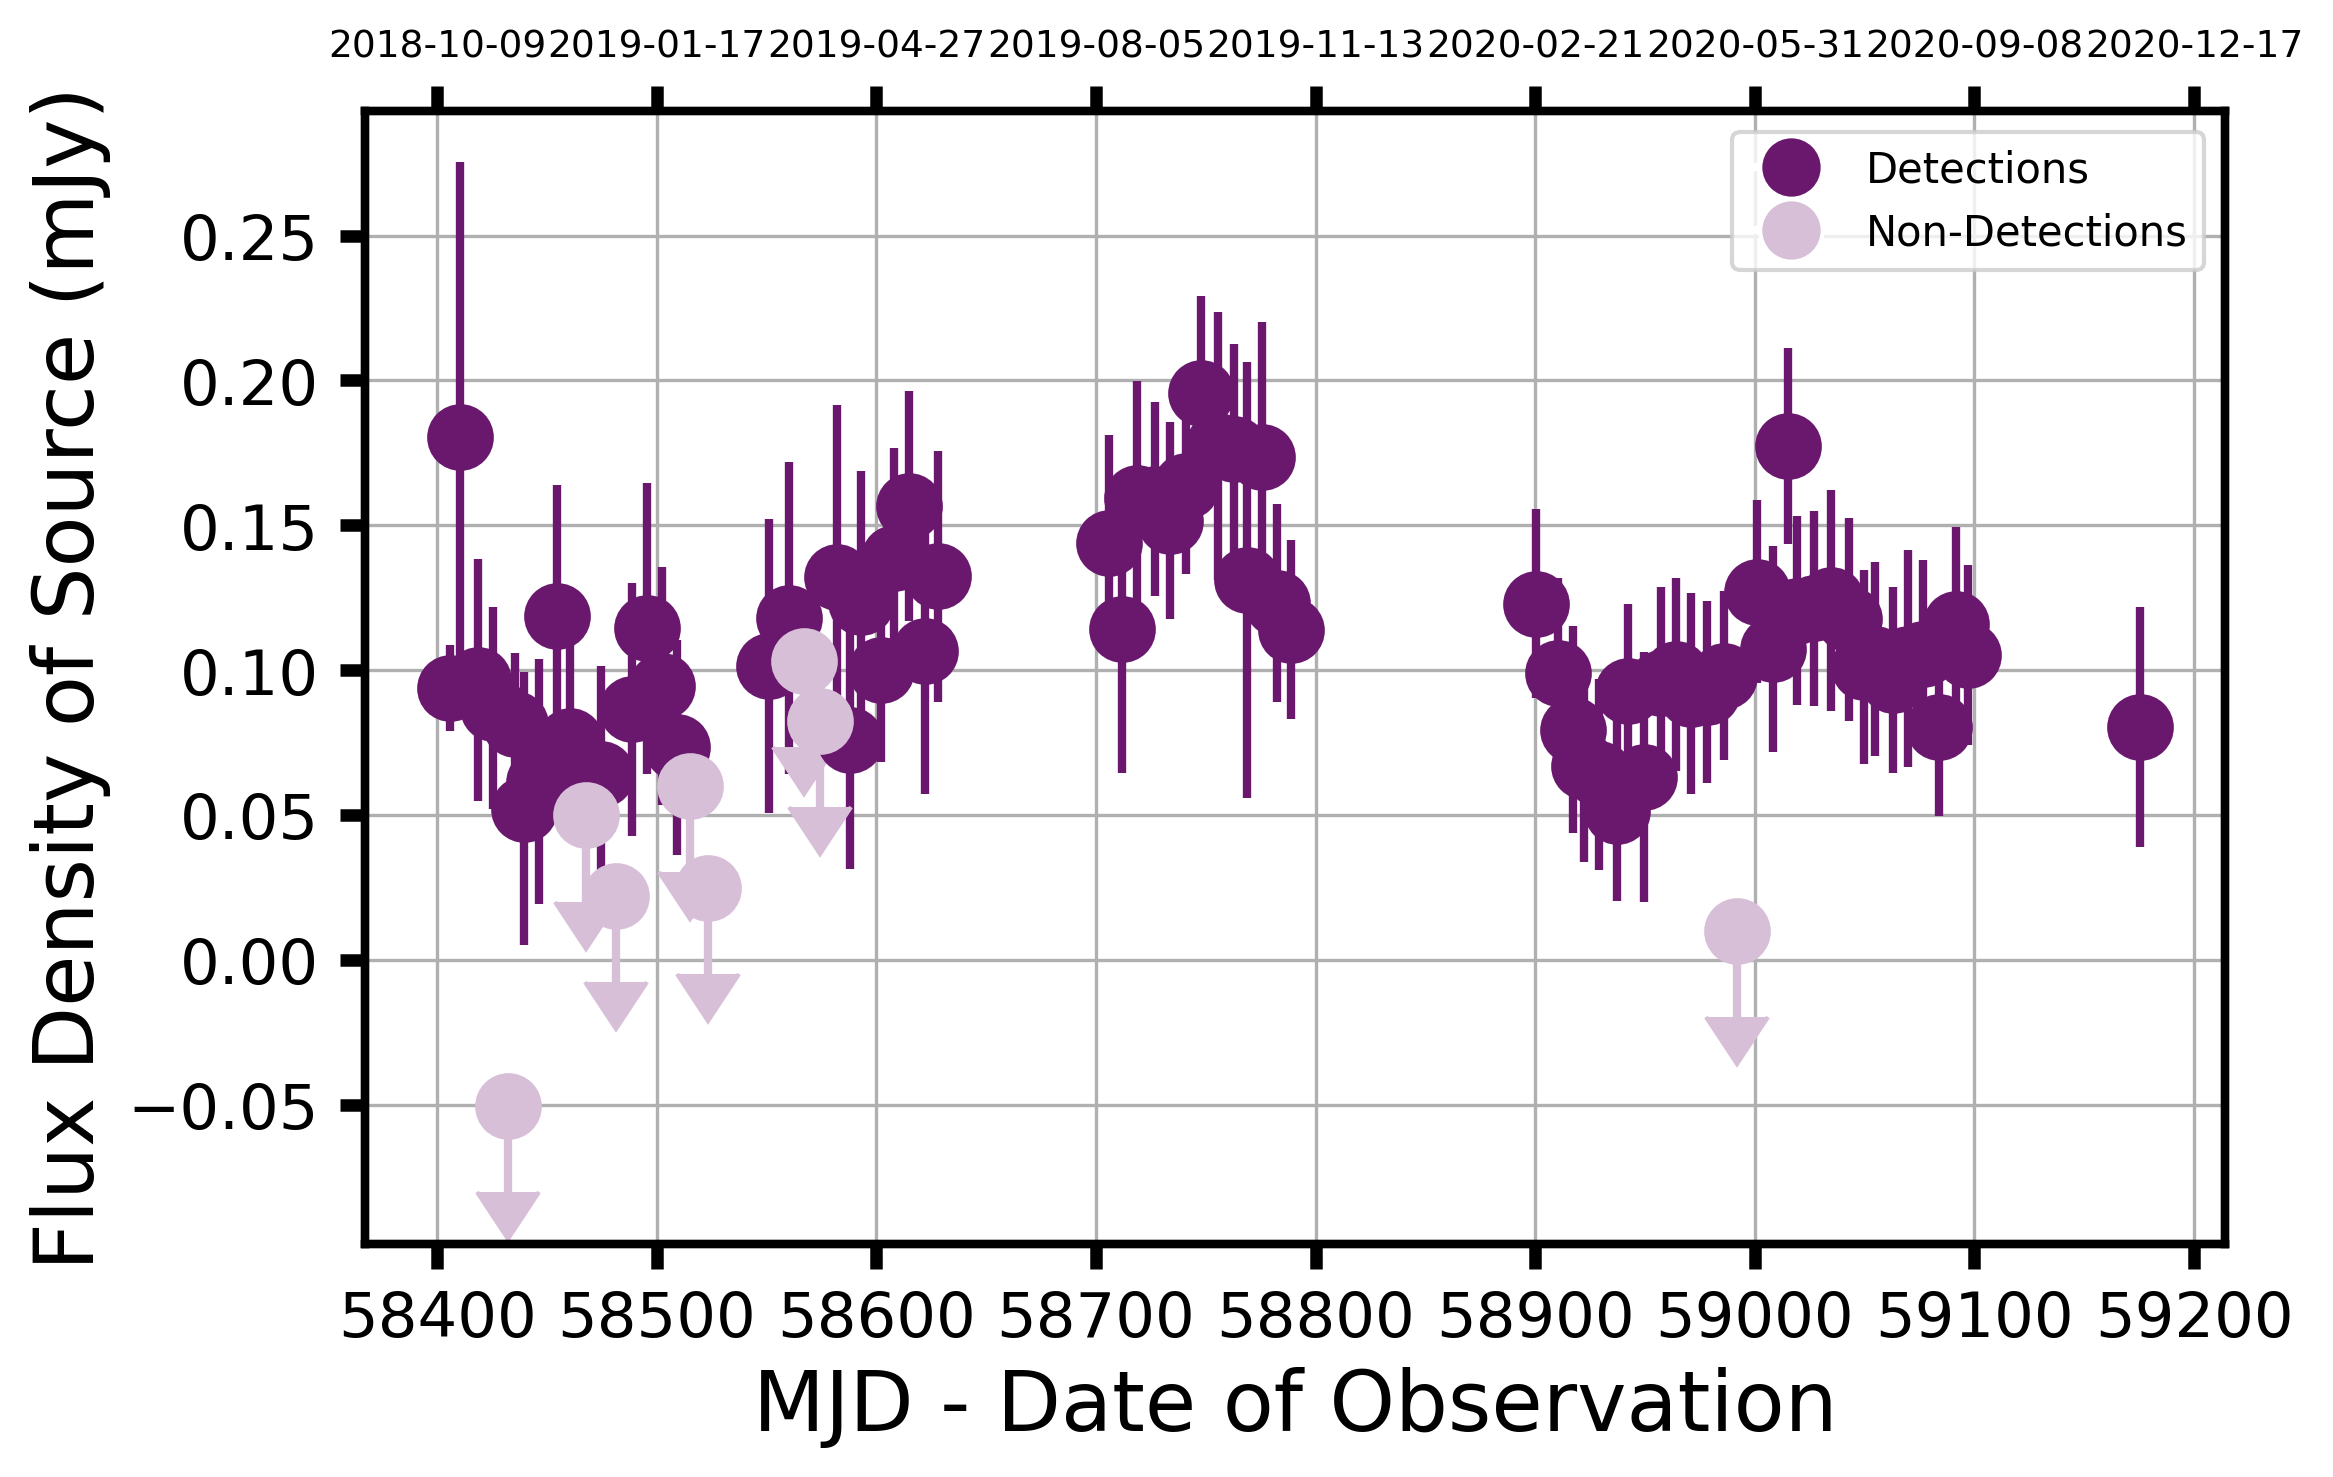 2018-10-09 2019-01-17 2019-04-27 2019-08-05 2019-11-13 2020-02-21 2020-05-31 2020-09-08 2020-12-17
Detections
Non-Detections
Flux Density of Source (mJy)
0.25
0.20
0.15
0.10
0.05
0.00
−0.05
58400 58500 58600 58700 58800 58900 59000 59100 59200
MJD - Date of Observation